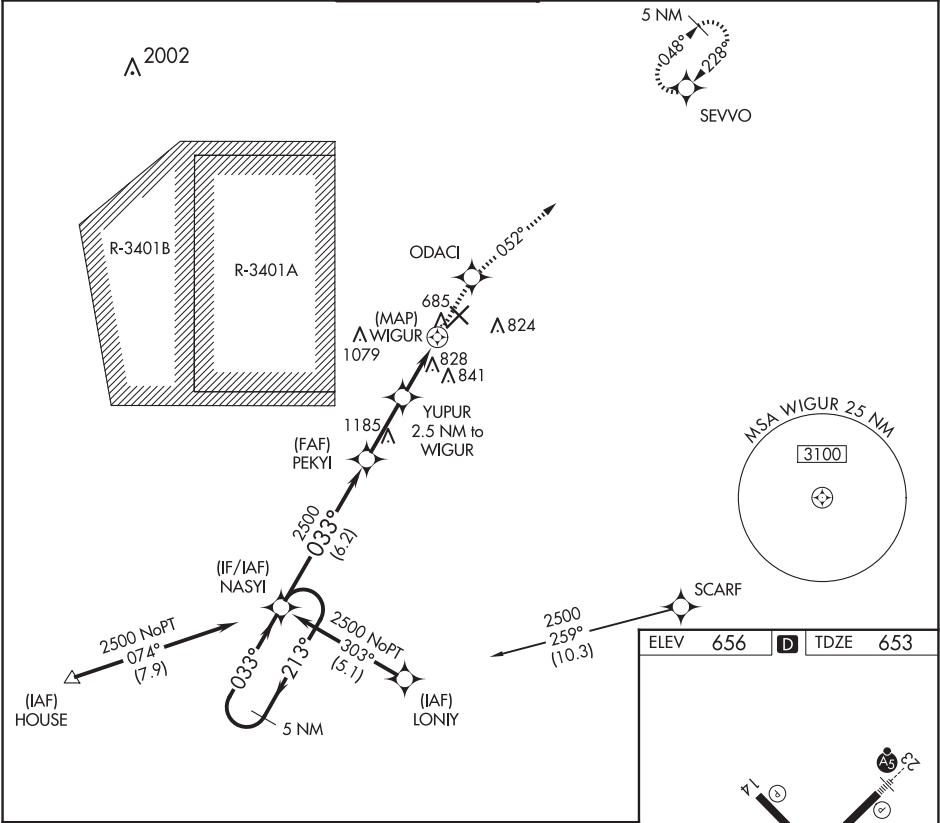 2002
5 NM
048°
228°
SEVVO
R-3401B
R-3401A
ODACI
052°
685
(MAP)
WIGUR
824
1079
828
841
YUPUR
2.5 NM to
WIGUR
1185
(FAF)
PEKYI
MSA WIGUR 25 NM
3100
2500
033°
(6.2)
(IF/IAF)
NASYI
SCARF
2500 NoPT
074°
(7.9)
2500 NoPT
303°
(5.1)
2500
259°
(10.3)
033°
213°
(IAF)
HOUSE
(IAF)
LONIY
5 NM
ELEV 656 D TDZE 653
A5
23
14
P
P